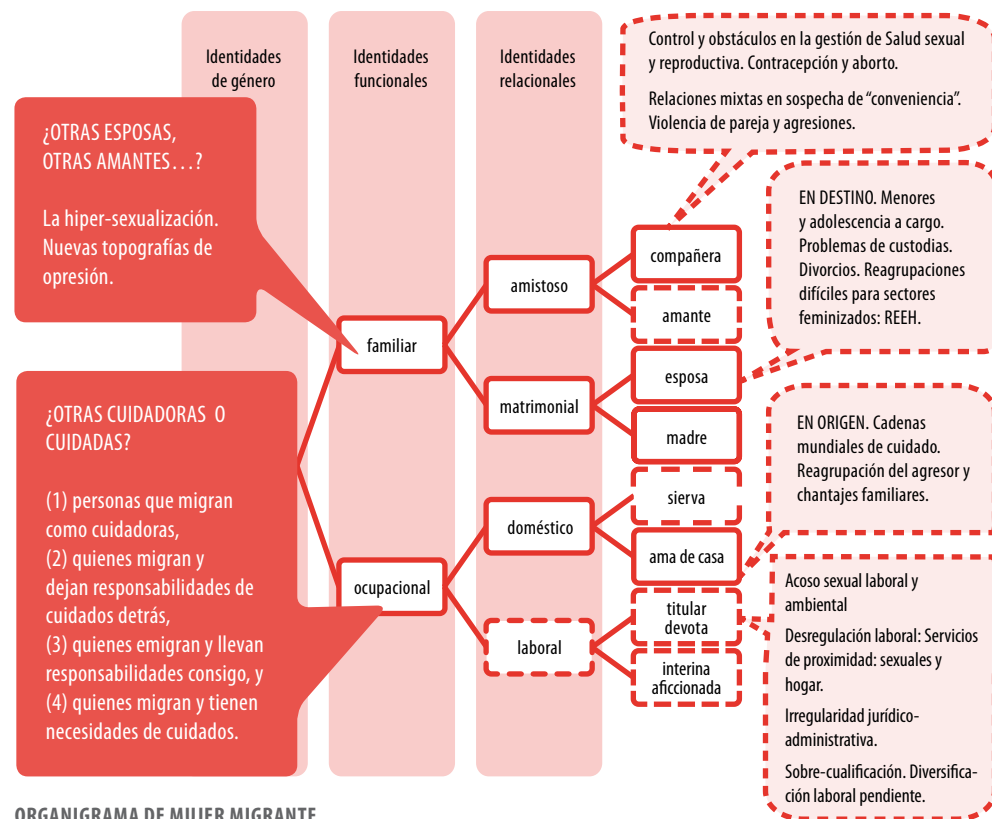 Identidades
de género
Identidades
funcionales
Identidades
relacionales
Control y obstáculos en la gestión de Salud sexual
y reproductiva. Contracepción y aborto.
Relaciones mixtas en sospecha de “conveniencia”.
Violencia de pareja y agresiones.
¿OTRAS ESPOSAS,
OTRAS AMANTES…?
La hiper-sexualización.
Nuevas topografías de
opresión.
EN DESTINO. Menores
y adolescencia a cargo.
Problemas de custodias.
Divorcios. Reagrupaciones
difíciles para sectores
feminizados: REEH.
compañera
amistoso
amante
familiar
esposa
matrimonial
madre
¿OTRAS CUIDADORAS O
CUIDADAS?
(1) personas que migran
como cuidadoras,
(2) quienes migran y
dejan responsabilidades de
cuidados detrás,
(3) quienes emigran y llevan
responsabilidades consigo, y
(4) quienes migran y tienen
necesidades de cuidados.
EN ORIGEN. Cadenas
mundiales de cuidado.
Reagrupación del agresor y
chantajes familiares.
sierva
doméstico
ama de casa
ocupacional
titular
devota
laboral
interina
aficcionada
Acoso sexual laboral y
ambiental
Desregulación laboral: Servicios
de proximidad: sexuales y
hogar.
Irregularidad jurídico-
administrativa.
Sobre-cualificación. Diversifica-
ción laboral pendiente.
ORGANIGRAMA DE MUJER MIGRANTE